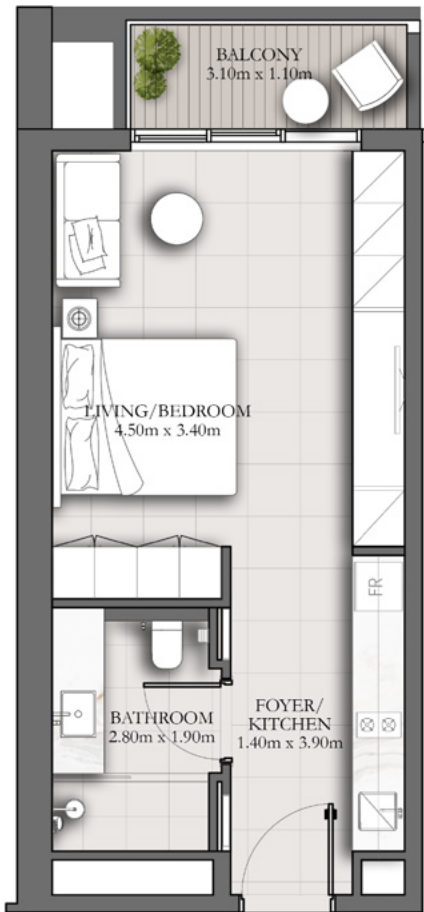 BALCONY
3.10m x 1.10m
LIVING/BEDROOM
4.50m x 3.40m
FR
BATHROOM
2.80m x 1.90m
FOYER/
KITCHEN
1.40m x 3.90m